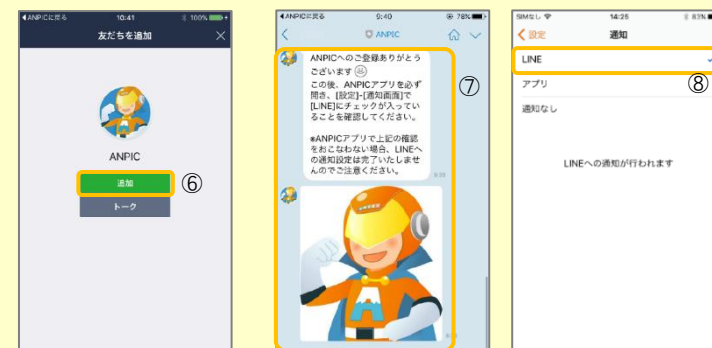 ◀ANPICに戻る 10:41 100%
友だちを追加 ×
ANPIC
追加
⑥
トーク
◀ANPICに戻る 9:40 78%
ANPIC
ANPICへのご登録ありがとう
ございます
この後、ANPICアプリを必ず
開き、[設定]-[通知画面]で
[LINE]にチェックが入ってい
ることを確認してください。
※ANPICアプリで上記の確認
をおこなわない場合、LINEへ
の通知設定は完了いたしませ
んのでご注意ください。
9:39
⑦
SIMなし 14:25 83%
設定 通知
LINE
⑧
アプリ
通知なし
LINEへの通知が行われます